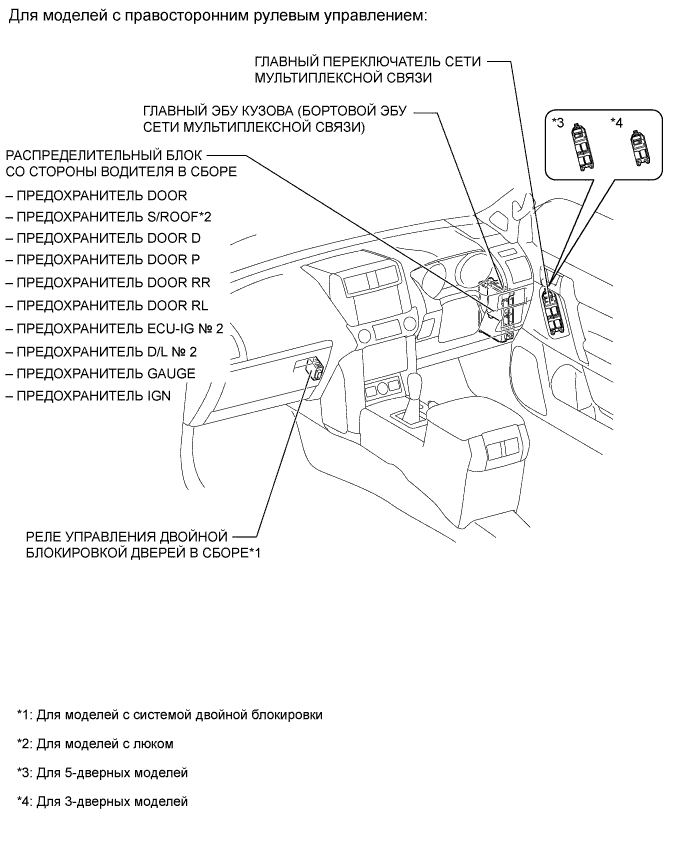 Для моделей с правосторонним рулевым управлением:
ГЛАВНЫЙ ПЕРЕКЛЮЧАТЕЛЬ СЕТИ
МУЛЬТИПЛЕКСНОЙ СВЯЗИ
ГЛАВНЫЙ ЭБУ КУЗОВА (БОРТОВОЙ ЭБУ
СЕТИ МУЛЬТИПЛЕКСНОЙ СВЯЗИ)
*3
*4
РАСПРЕДЕЛИТЕЛЬНЫЙ БЛОК
СО СТОРОНЫ ВОДИТЕЛЯ В СБОРЕ
– ПРЕДОХРАНИТЕЛЬ DOOR
– ПРЕДОХРАНИТЕЛЬ S/ROOF*2
– ПРЕДОХРАНИТЕЛЬ DOOR D
– ПРЕДОХРАНИТЕЛЬ DOOR P
– ПРЕДОХРАНИТЕЛЬ DOOR RR
– ПРЕДОХРАНИТЕЛЬ DOOR RL
– ПРЕДОХРАНИТЕЛЬ ECU-IG № 2
– ПРЕДОХРАНИТЕЛЬ D/L № 2
– ПРЕДОХРАНИТЕЛЬ GAUGE
– ПРЕДОХРАНИТЕЛЬ IGN
РЕЛЕ УПРАВЛЕНИЯ ДВОЙНОЙ
БЛОКИРОВКОЙ ДВЕРЕЙ В СБОРЕ*1
*1: Для моделей с системой двойной блокировки
*2: Для моделей с люком
*3: Для 5-дверных моделей
*4: Для 3-дверных моделей